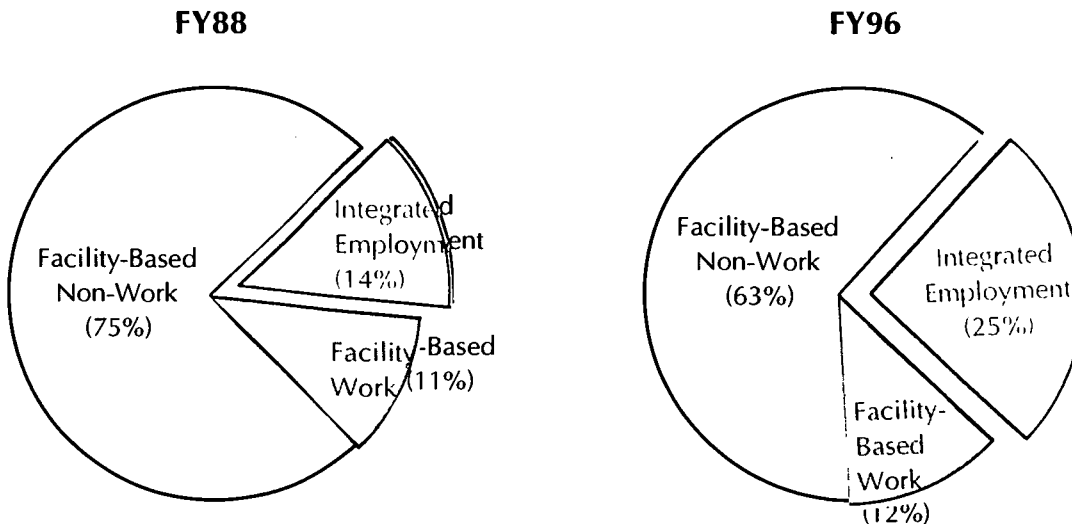 FY88
Facility-Based
Non-Work
(75%)
Integrated
Employment
(14%)
Facility-Based
Work (11%)
FY96
Facility-Based
Non-Work
(63%)
Integrated
Employment
(25%)
Facility-
Based
Work
(12%)